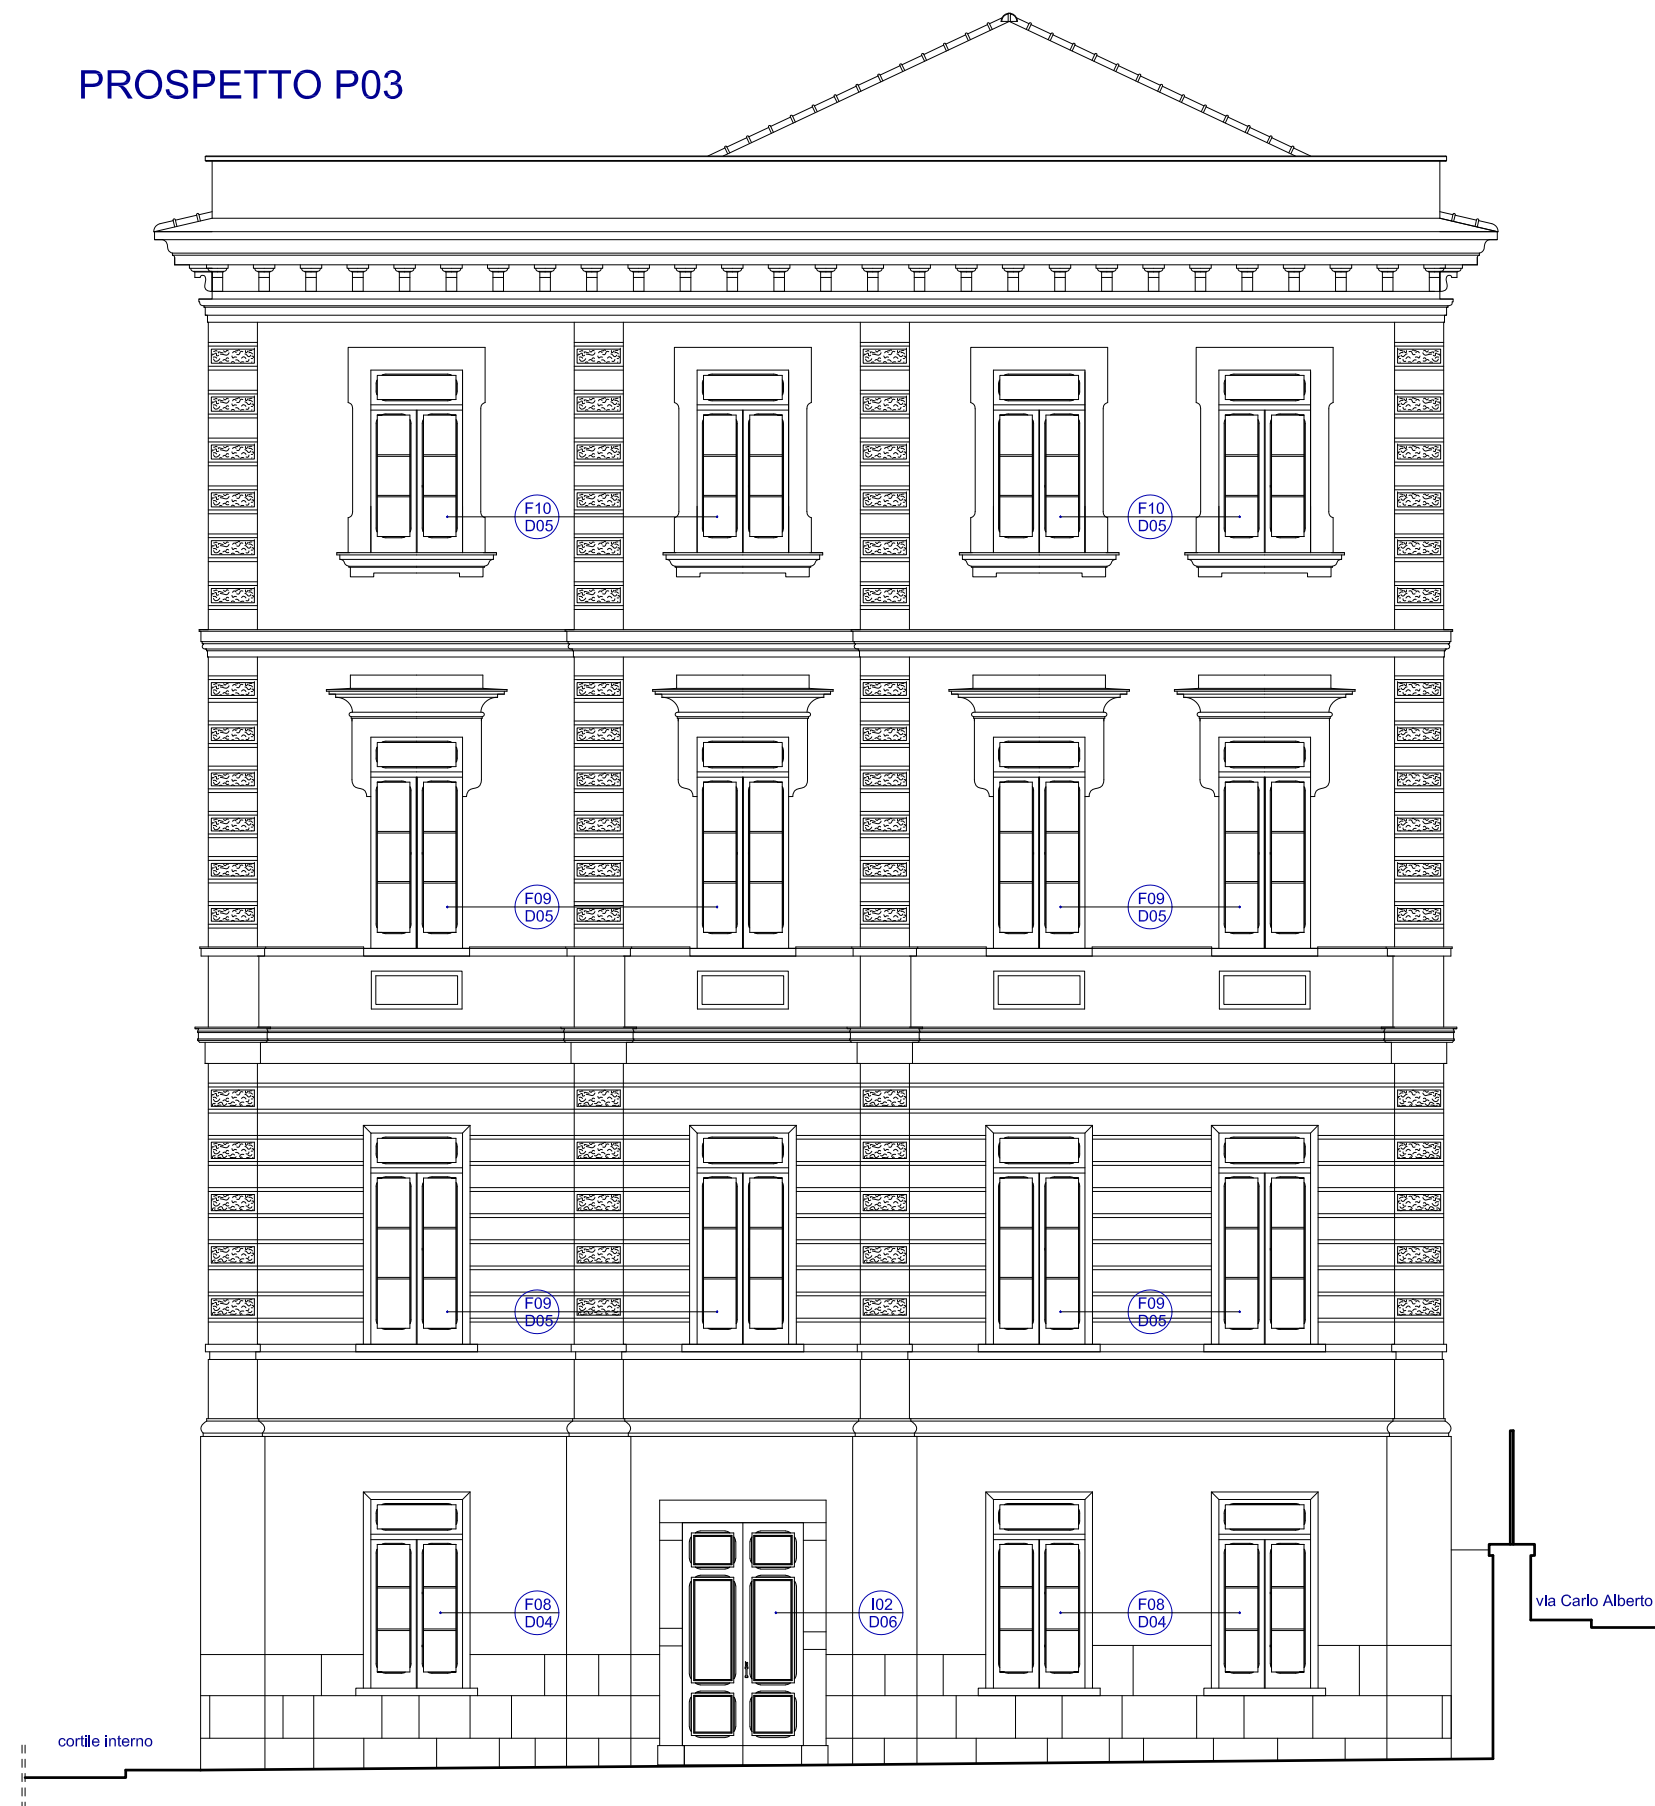 PROSPETTO P03
F10
D05
F10
D05
F09
D05
F09
D05
F09
D05
F09
D05
F08
D04
I02
D06
F08
D04
via Carlo Alberto
cortile interno